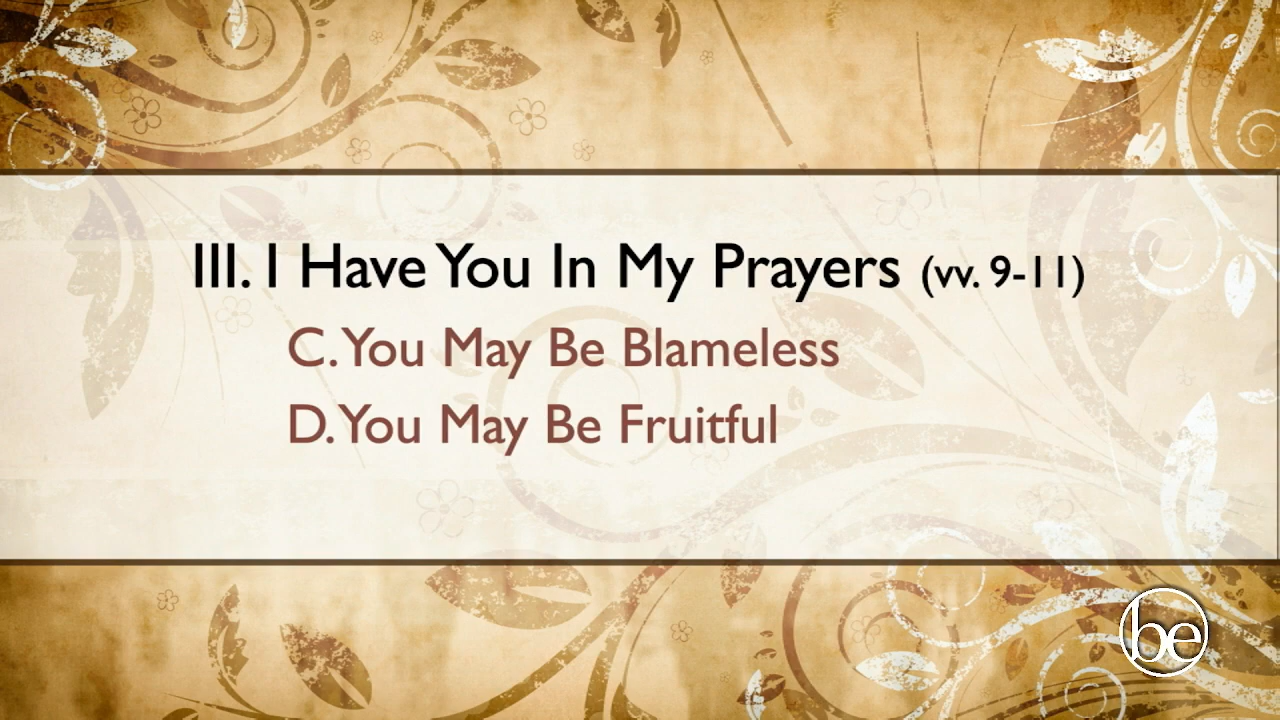 III. I Have You In My Prayers (vv. 9-11)
C. You May Be Blameless
D. You May Be Fruitful
be